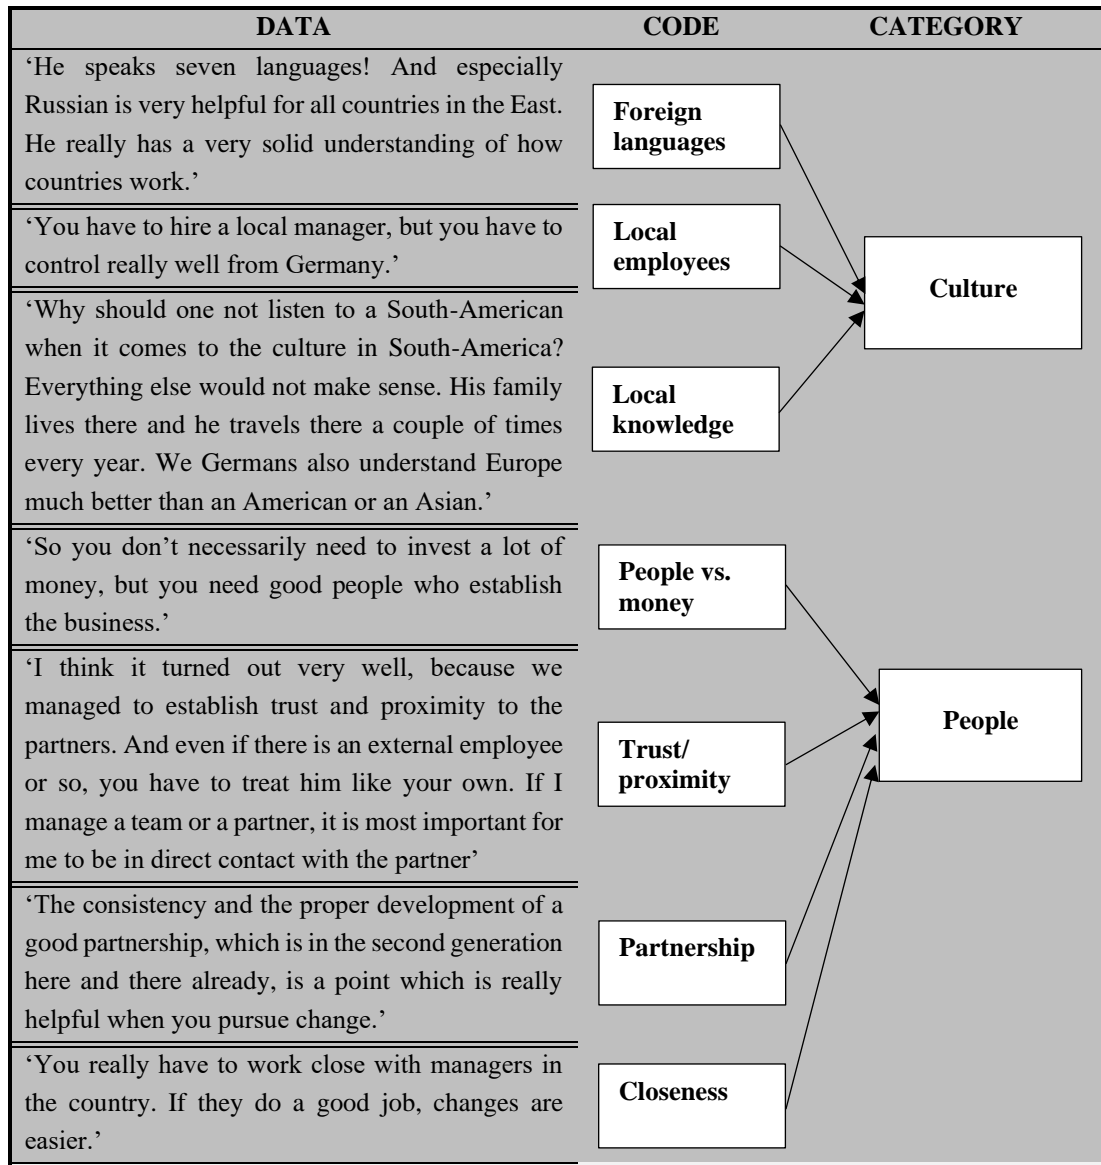 DATA CODE CATEGORY
‘He speaks seven languages! And especially
Russian is very helpful for all countries in the East.
He really has a very solid understanding of how
countries work.’
Foreign
languages
‘You have to hire a local manager, but you have to
control really well from Germany.’
Local
employees
‘Why should one not listen to a South-American
when it comes to the culture in South-America?
Everything else would not make sense. His family
lives there and he travels there a couple of times
every year. We Germans also understand Europe
much better than an American or an Asian.’
Local
knowledge
Culture
‘So you don’t necessarily need to invest a lot of
money, but you need good people who establish
the business.’
People vs.
money
‘I think it turned out very well, because we
managed to establish trust and proximity to the
partners. And even if there is an external employee
or so, you have to treat him like your own. If I
manage a team or a partner, it is most important for
me to be in direct contact with the partner’
Trust/
proximity
People
‘The consistency and the proper development of a
good partnership, which is in the second generation
here and there already, is a point which is really
helpful when you pursue change.’
Partnership
‘You really have to work close with managers in
the country. If they do a good job, changes are
easier.’
Closeness